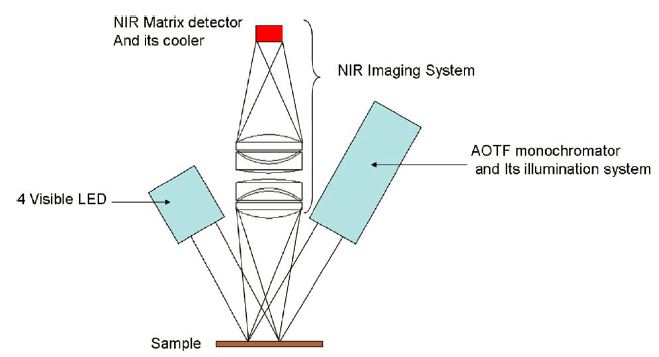 NIR Matrix detector
And its cooler
NIR Imaging System
AOTF monochromator
and Its illumination system
4 Visible LED
Sample